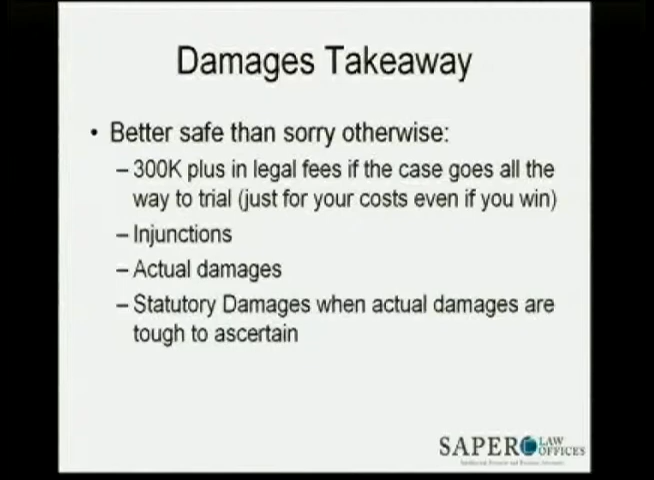 Damages Takeaway
• Better safe than sorry otherwise:
– 300K plus in legal fees if the case goes all the
way to trial (just for your costs even if you win)
– Injunctions
– Actual damages
– Statutory Damages when actual damages are
tough to ascertain
SAPER LAW
OFFICES